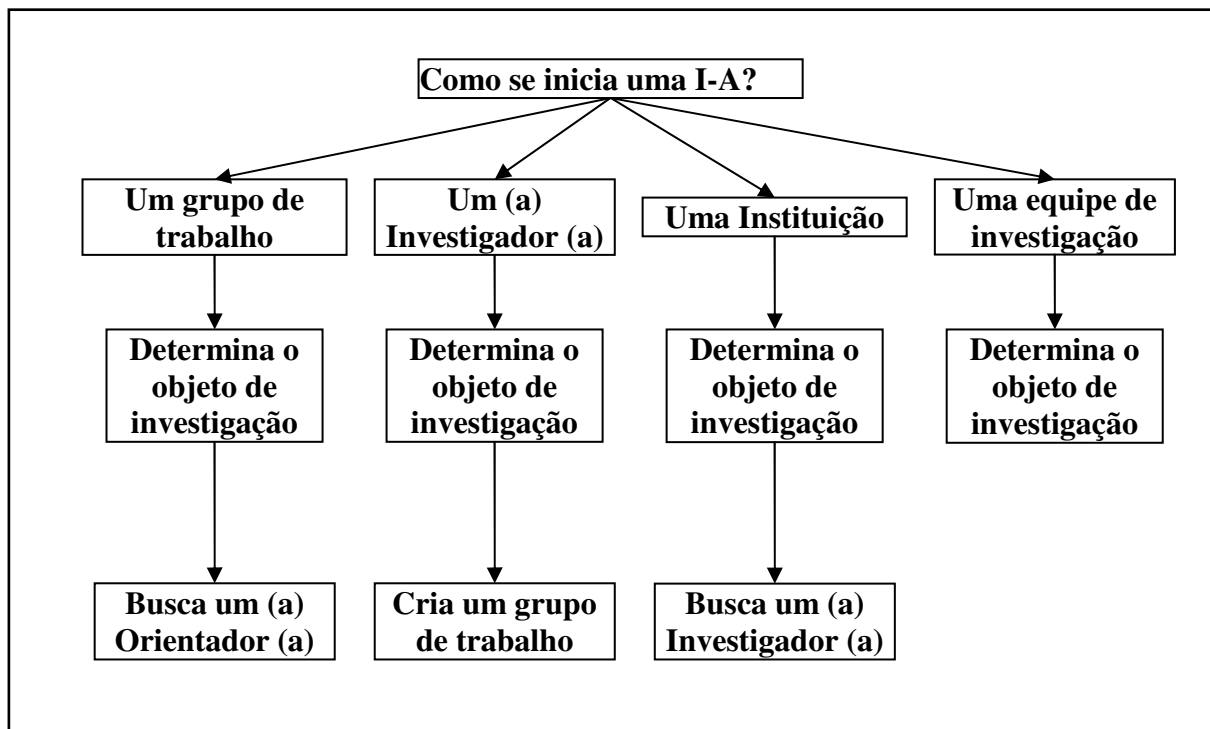 Como se inicia uma I-A?
Um grupo de
trabalho
Um (a)
Investigador (a)
Uma Instituição
Uma equipe de
investigação
Determina o
objeto de
investigação
Determina o
objeto de
investigação
Determina o
objeto de
investigação
Determina o
objeto de
investigação
Busca um (a)
Orientador (a)
Cria um grupo
de trabalho
Busca um (a)
Investigador (a)